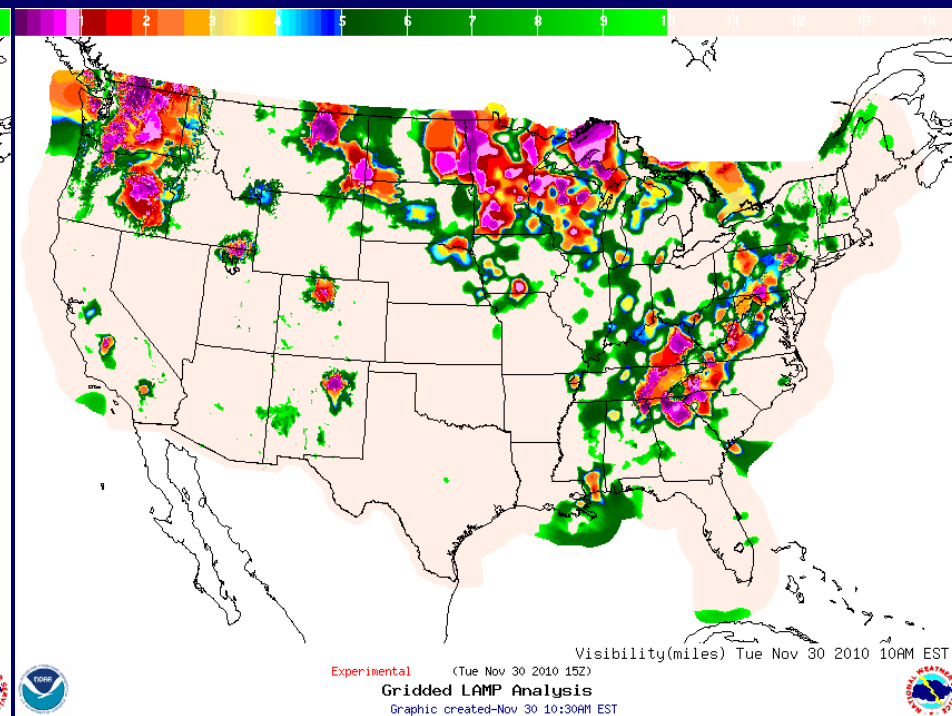 1 2 3 4 5 6 7 8 9 10 11 12 13 14
Visibility(miles) Tue Nov 30 2010 10AM EST
Experimental (Tue Nov 30 2010 15Z)
Gridded LAMP Analysis
Graphic created-Nov 30 10:30AM EST
NOAA